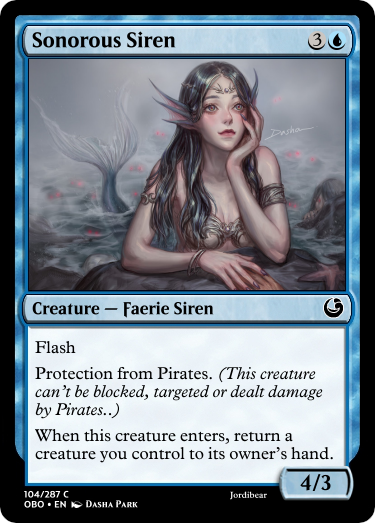 Sonorous Siren 3
Dasha
Creature — Faerie Siren
Flash
Protection from Pirates. (This creature
can't be blocked, targeted or dealt damage
by Pirates..)
When this creature enters, return a
creature you control to its owner's hand.
4/3
104/287 C
OBO • EN Dasha Park
Jordibear